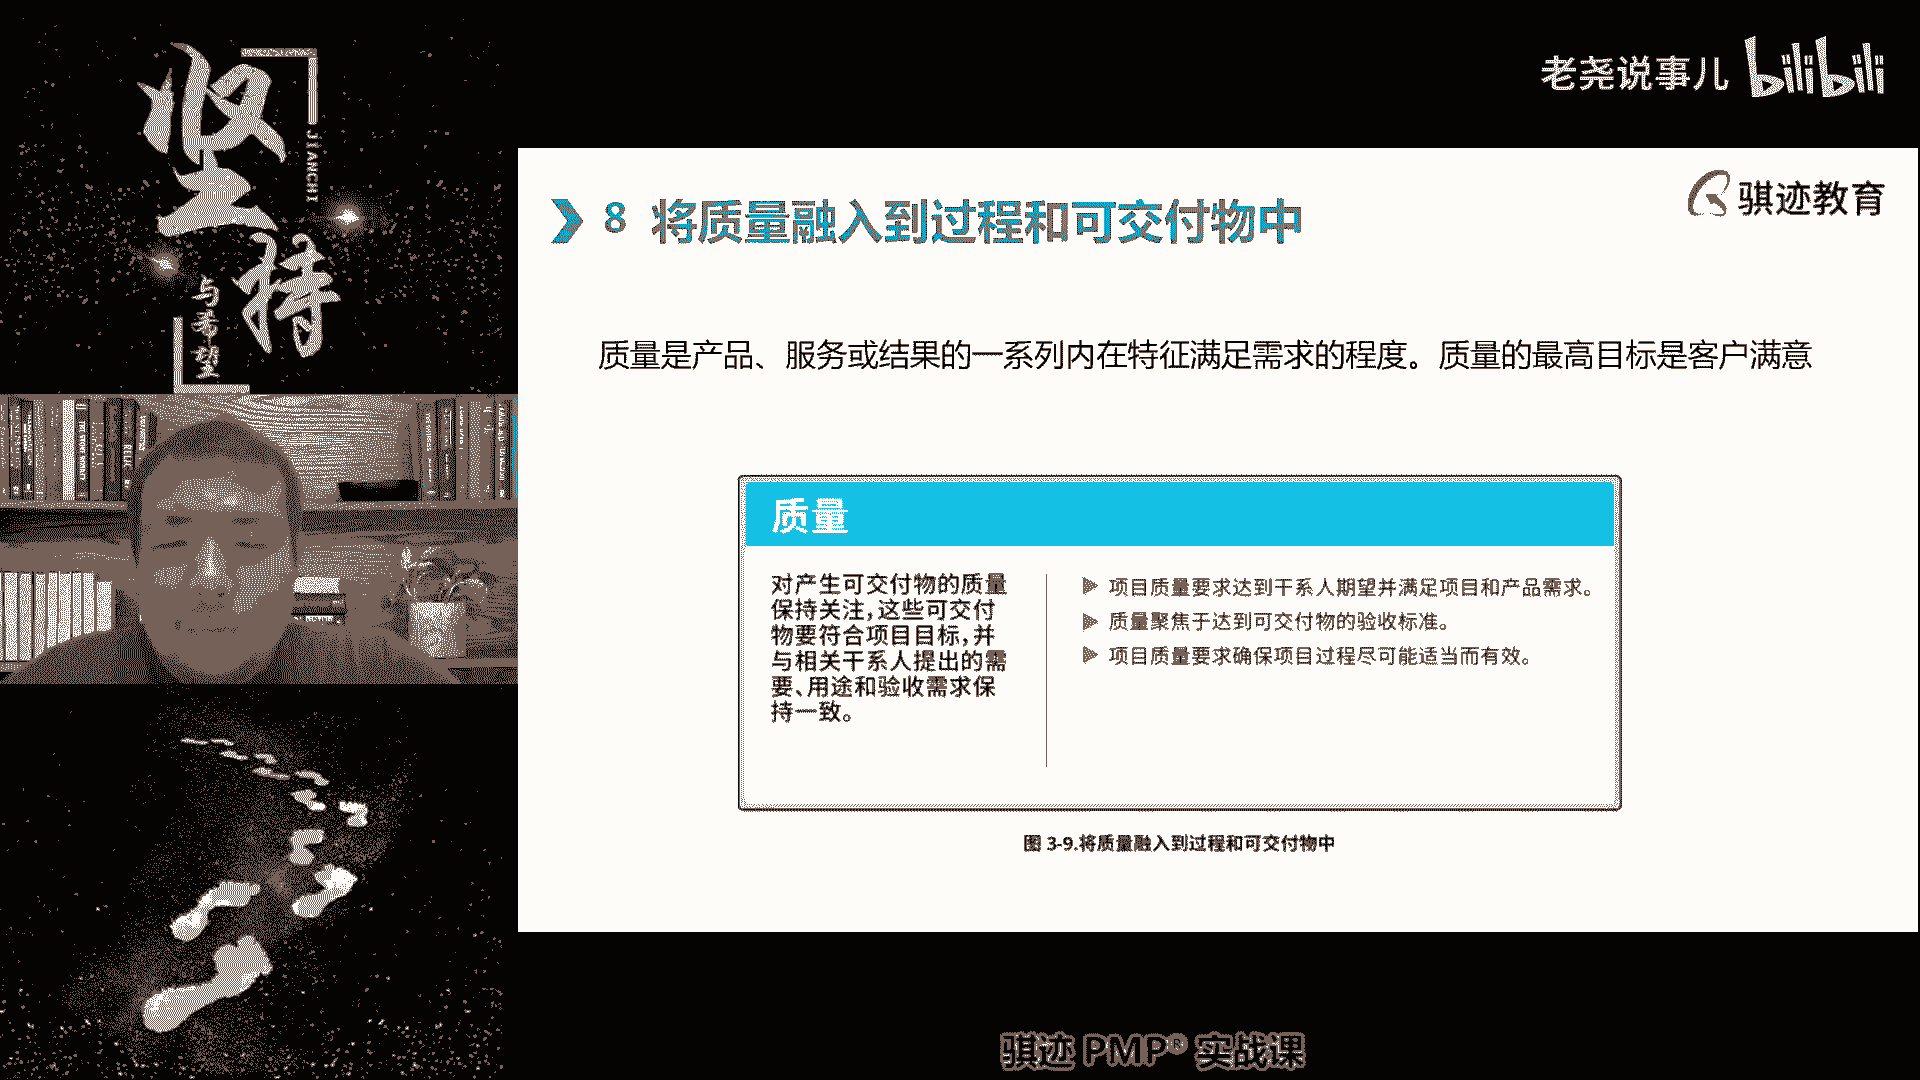 坚持
JIANCHI
与希望
老尧说事儿 bilibili
骐迹教育
8 将质量融入到过程和可交付物中
质量是产品、服务或结果的一系列内在特征满足需求的程度。质量的最高目标是客户满意
质量
对产生可交付物的质量
保持关注,这些可交付
物要符合项目目标,并
与相关干系人提出的需
要、用途和验收需求保
持一致。
项目质量要求达到干系人期望并满足项目和产品需求。
质量聚焦于达到可交付物的验收标准。
项目质量要求确保项目过程尽可能适当而有效。
图 3-9.将质量融入到过程和可交付物中
骐迹 PMP® 实战课